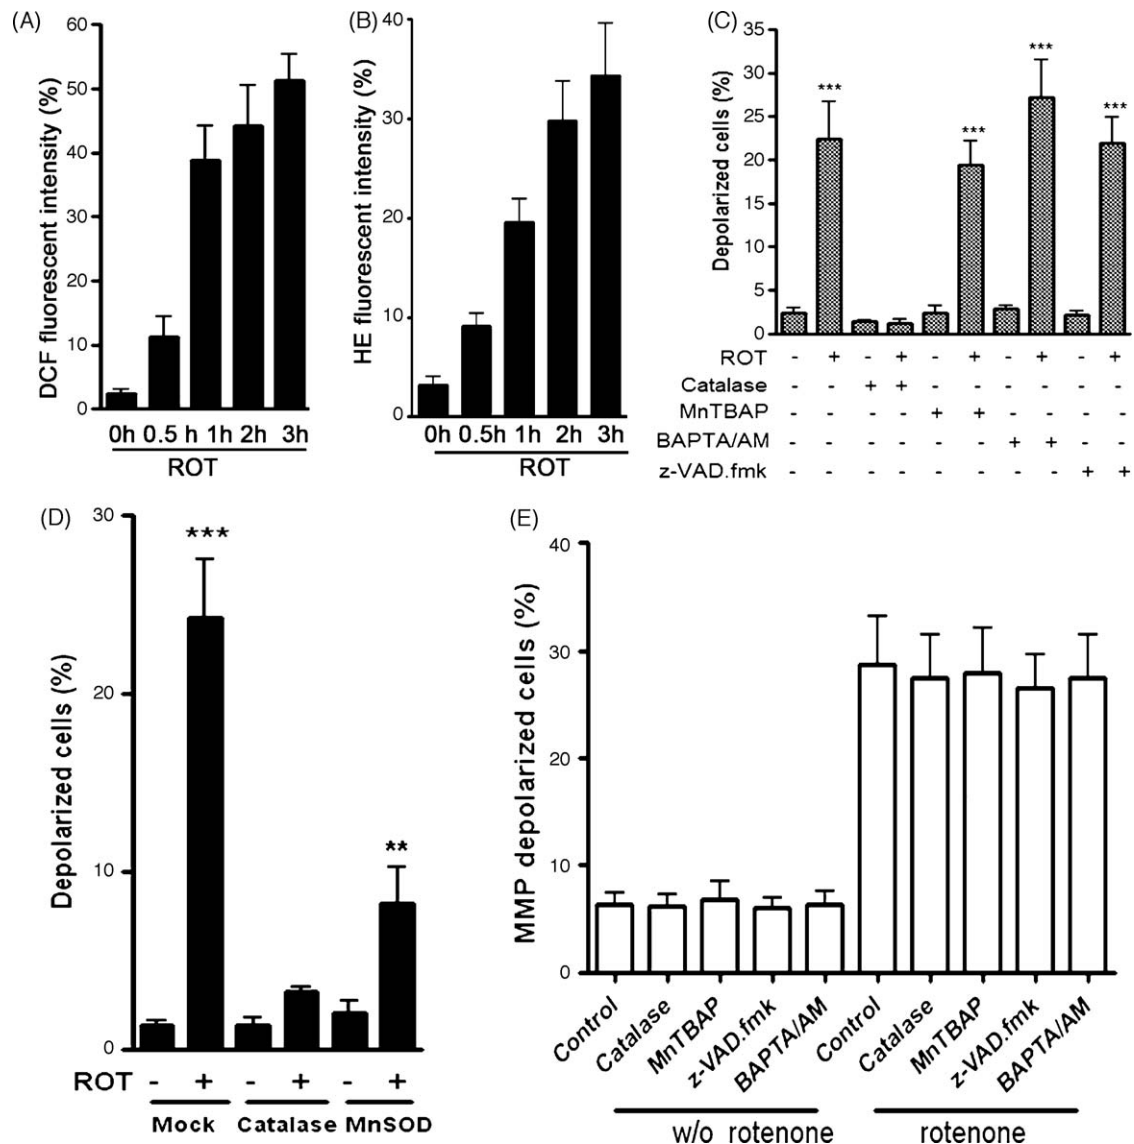 (A)
DCF fluorescent intensity (%)
60
50
40
30
20
10
0
0h 0.5 h 1h 2h 3h
ROT
(B)
HE fluorescent intensity (%)
40
30
20
10
0
0h 0.5h 1h 2h 3h
ROT
(C)
Depolarized cells (%)
35
30
25
20
15
10
5
0
*** *** *** ***
ROT - + - + - + - + - +
Catalase - - + + - - - - - -
MnTBAP - - - - + + - - - -
BAPTA/AM - - - - - - + + - -
z-VAD.fmk - - - - - - - - + +
(D)
Depolarized cells (%)
30
20
10
0
***
**
ROT - + - + - +
Mock Catalase MnSOD
(E)
MMP depolarized cells (%)
40
30
20
10
0
Control Catalase MnTBAP z-VAD.fmk BAPTA/AM Control Catalase MnTBAP z-VAD.fmk BAPTA/AM
w/o rotenone rotenone